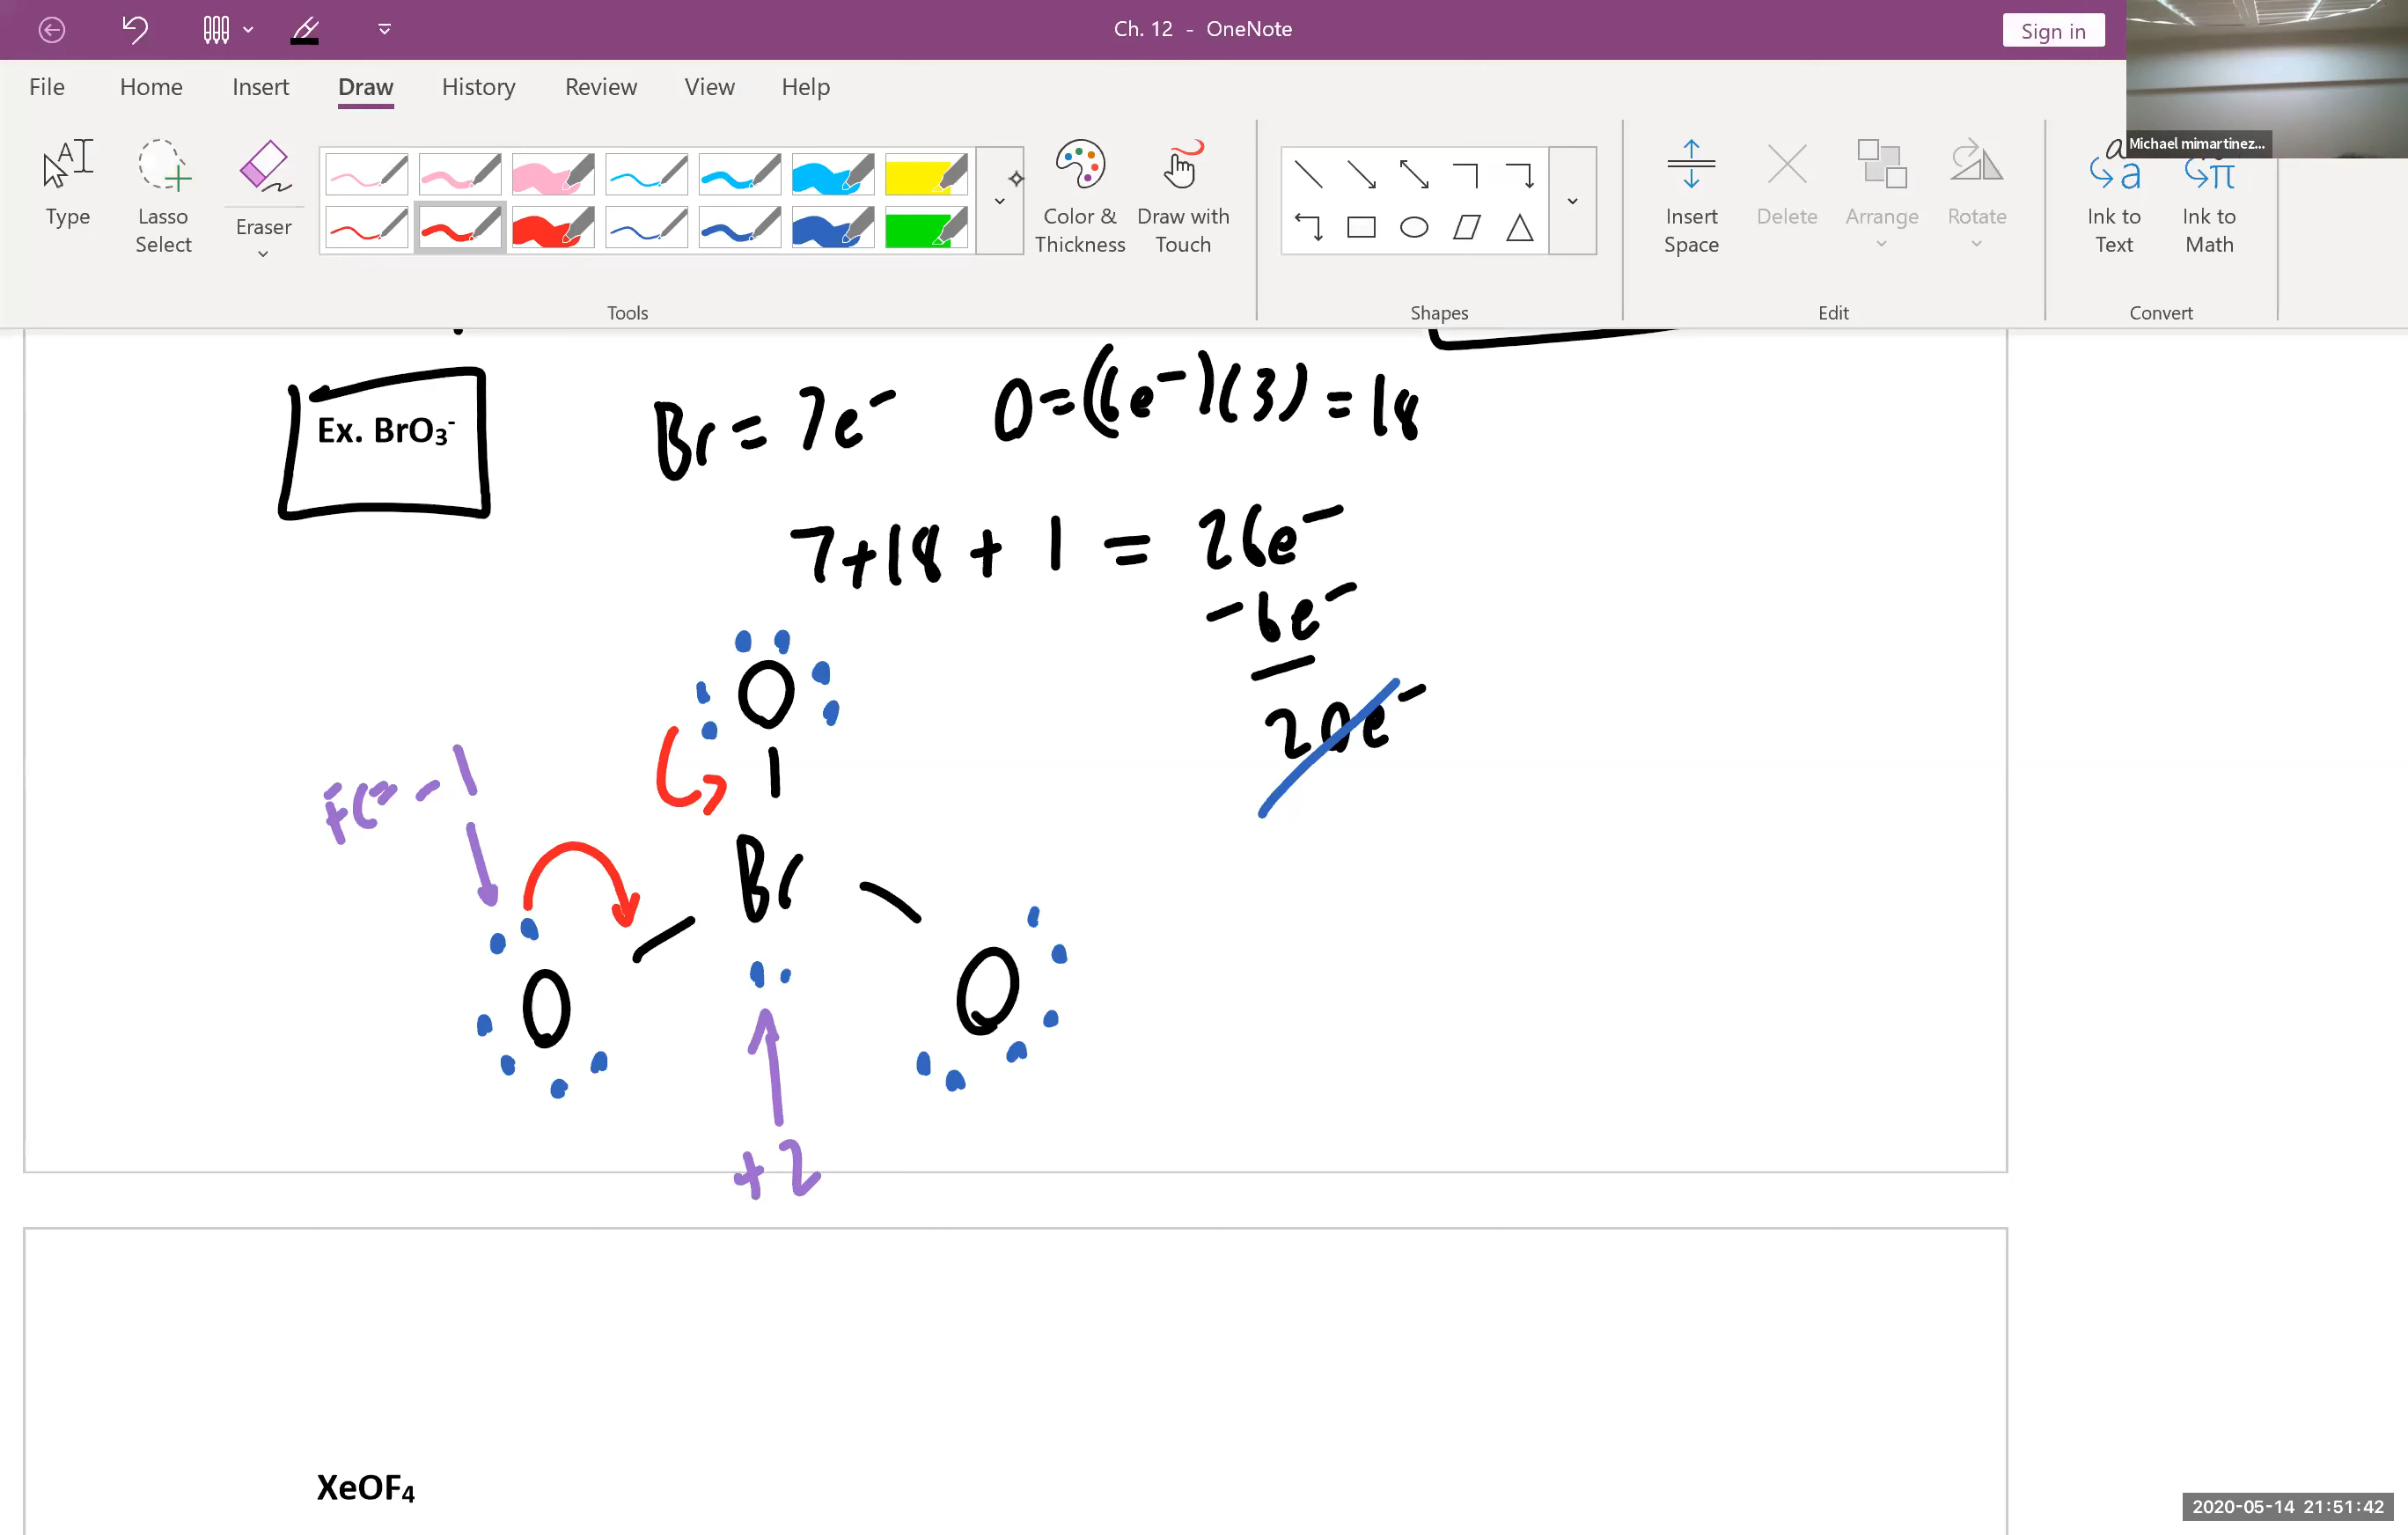 Ch. 12 - OneNote
Sign in
File Home Insert Draw History Review View Help
Michael mimartinez...
Type
Lasso Select
Eraser
Color & Thickness
Draw with Touch
Insert Space
Delete
Arrange
Rotate
Ink to Text
Ink to Math
Tools
Shapes
Edit
Convert
Ex. BrO₃⁻
Br = 7e⁻ O = (6e⁻)(3) = 18
7+18 + 1 = 26e⁻
-6e⁻
20e⁻
O
FC = -1
Br
O
O
+2
XeOF₄
2020-05-14 21:51:42